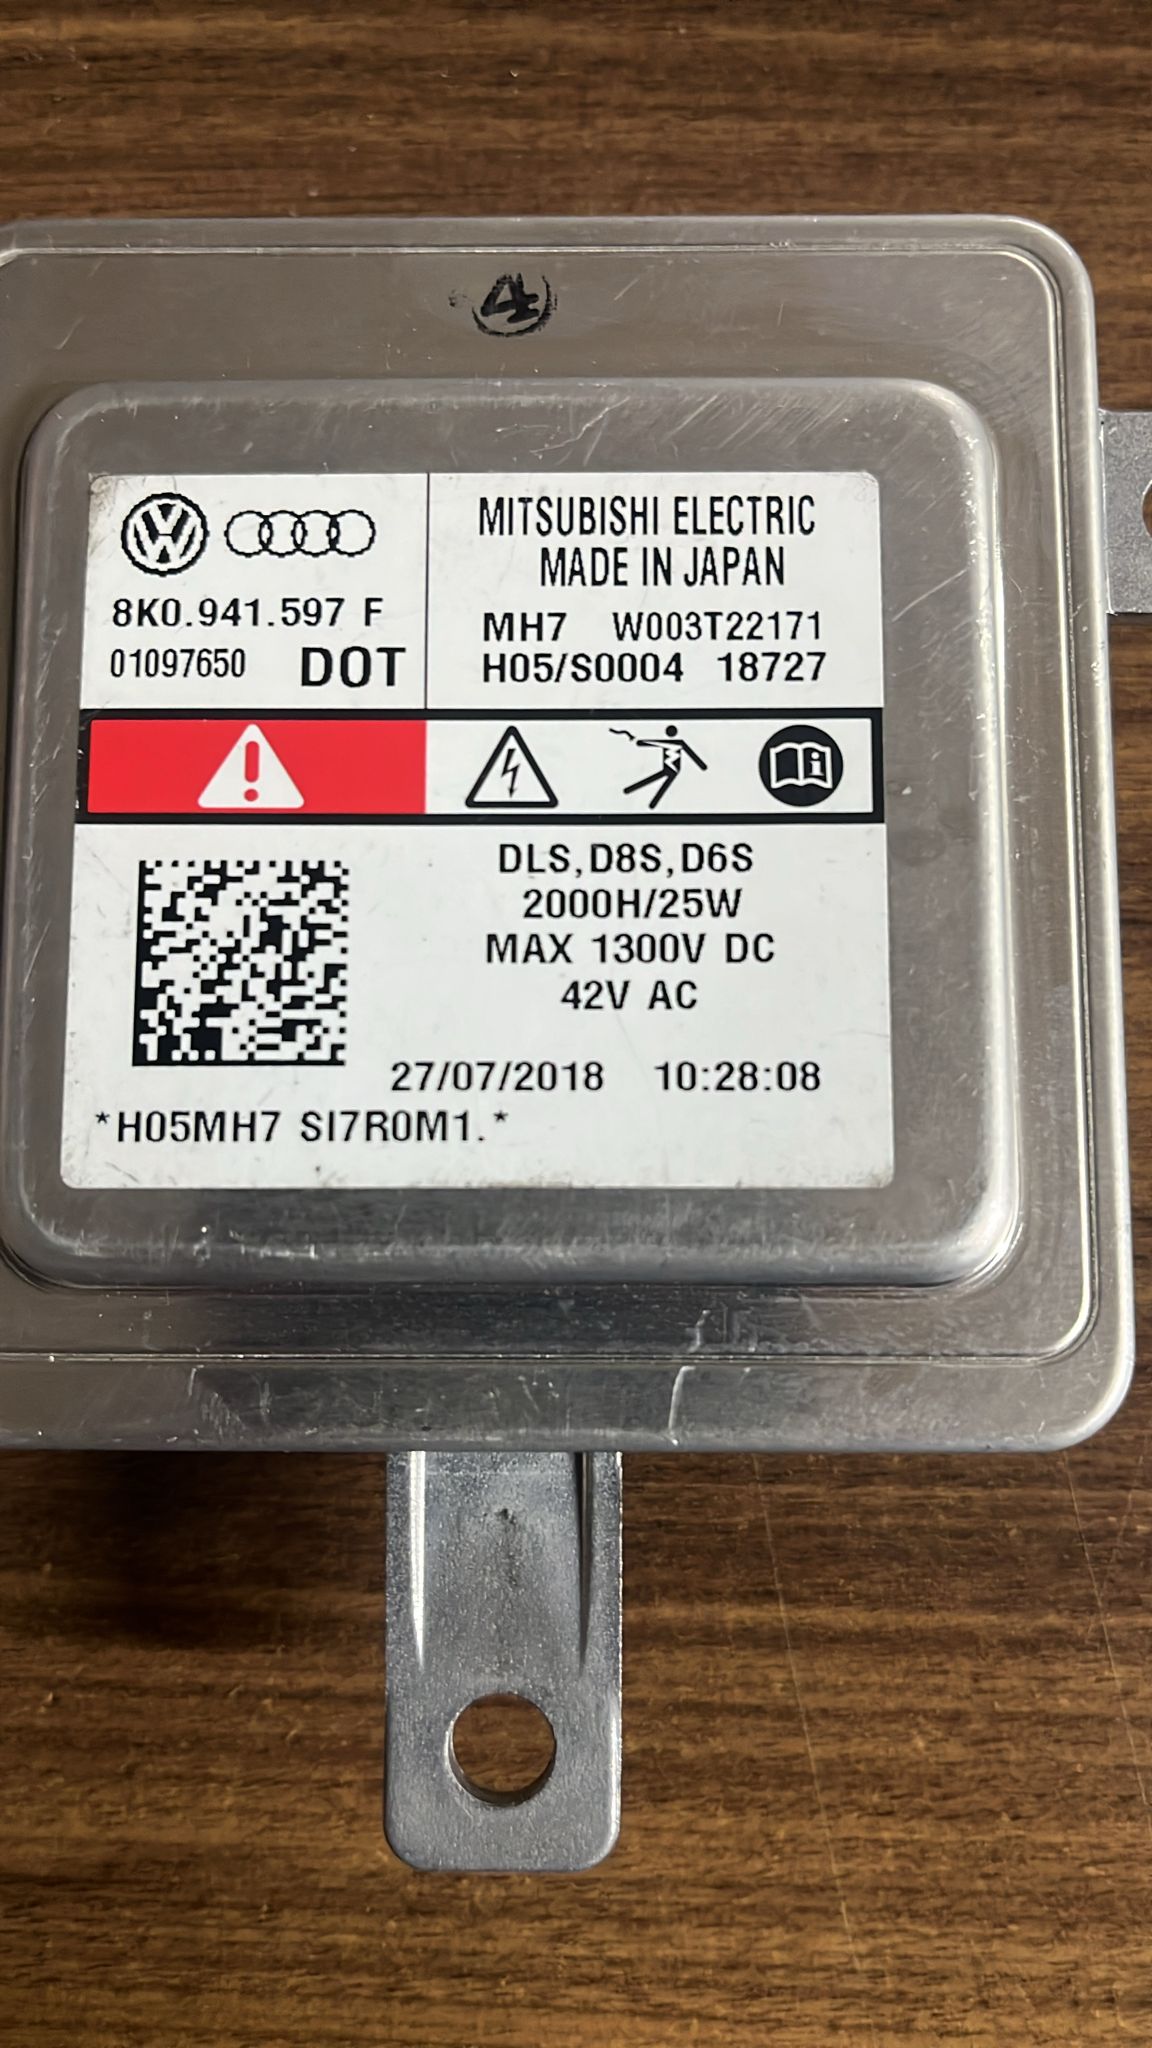 4
8K0.941.597 F
01097650 DOT
MITSUBISHI ELECTRIC
MADE IN JAPAN
MH7 W003T22171
H05/S0004 18727
DLS,D8S,D6S
2000H/25W
MAX 1300V DC
42V AC
27/07/2018 10:28:08
*H05MH7 SI7R0M1.*